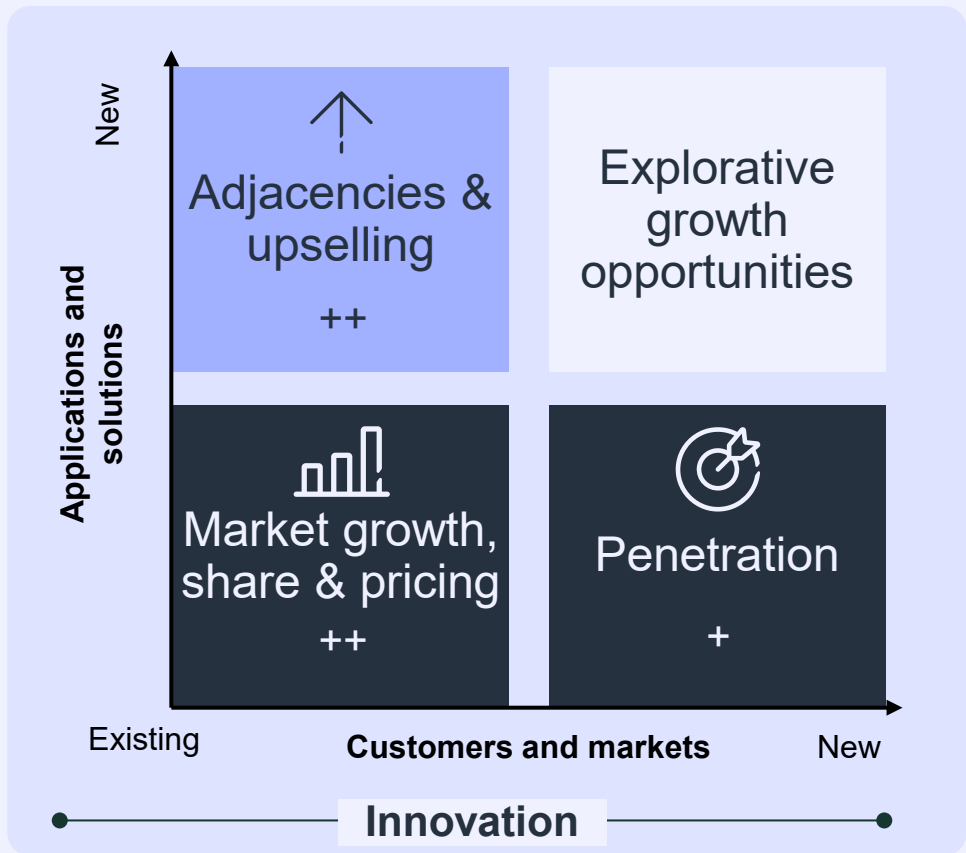 New
Applications and
solutions
Adjacencies &
upselling
++
Explorative
growth
opportunities
Market growth,
share & pricing
++
Penetration
+
Existing
Customers and markets
New
Innovation